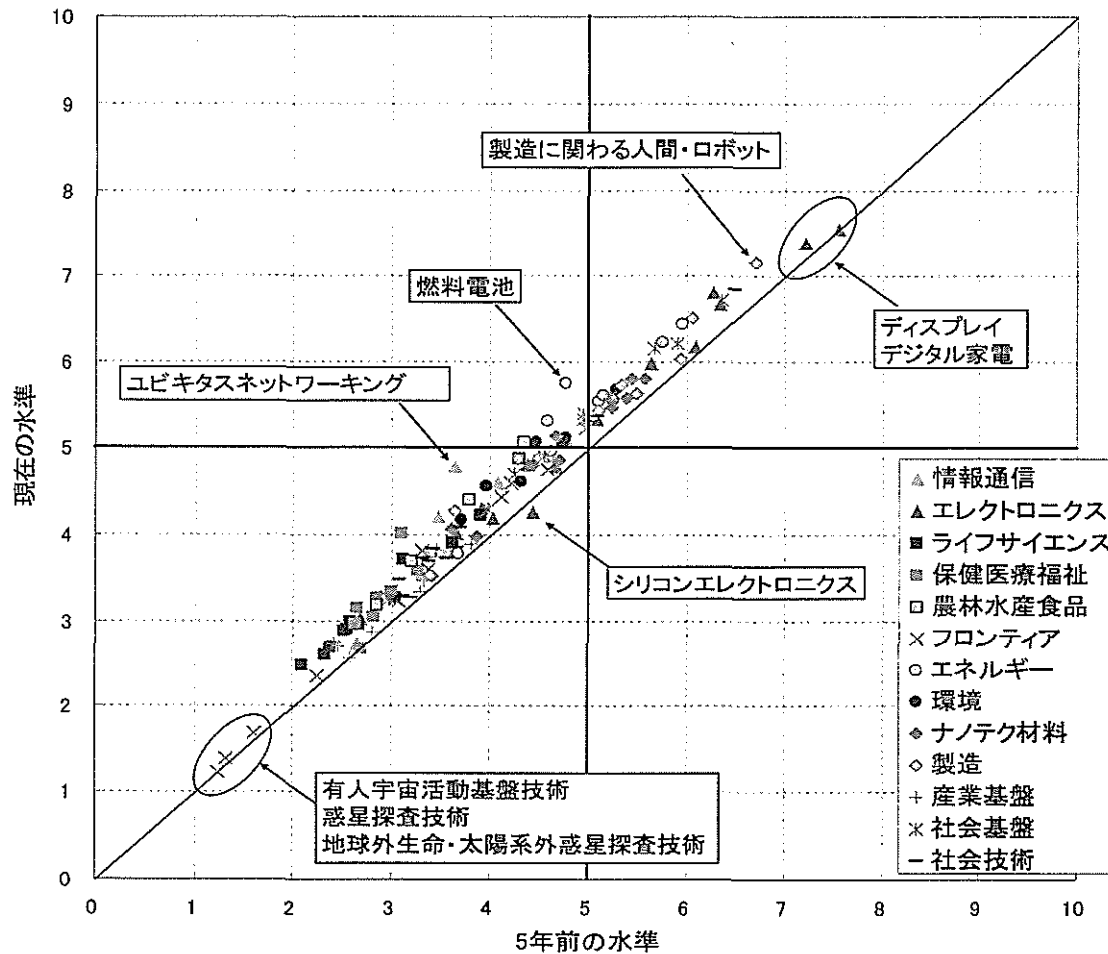 10
9
8
7
6
5
4
3
2
1
0
現在の水準
製造に関わる人間・ロボット
燃料電池
ユビキタスネットワーキング
ディスプレイ
デジタル家電
シリコンエレクトロニクス
有人宇宙活動基盤技術
惑星探査技術
地球外生命・太陽系外惑星探査技術
情報通信
エレクトロニクス
ライフサイエンス
保健医療福祉
農林水産食品
フロンティア
エネルギー
環境
ナノテク材料
製造
産業基盤
社会基盤
社会技術
0 1 2 3 4 5 6 7 8 9 10
5年前の水準